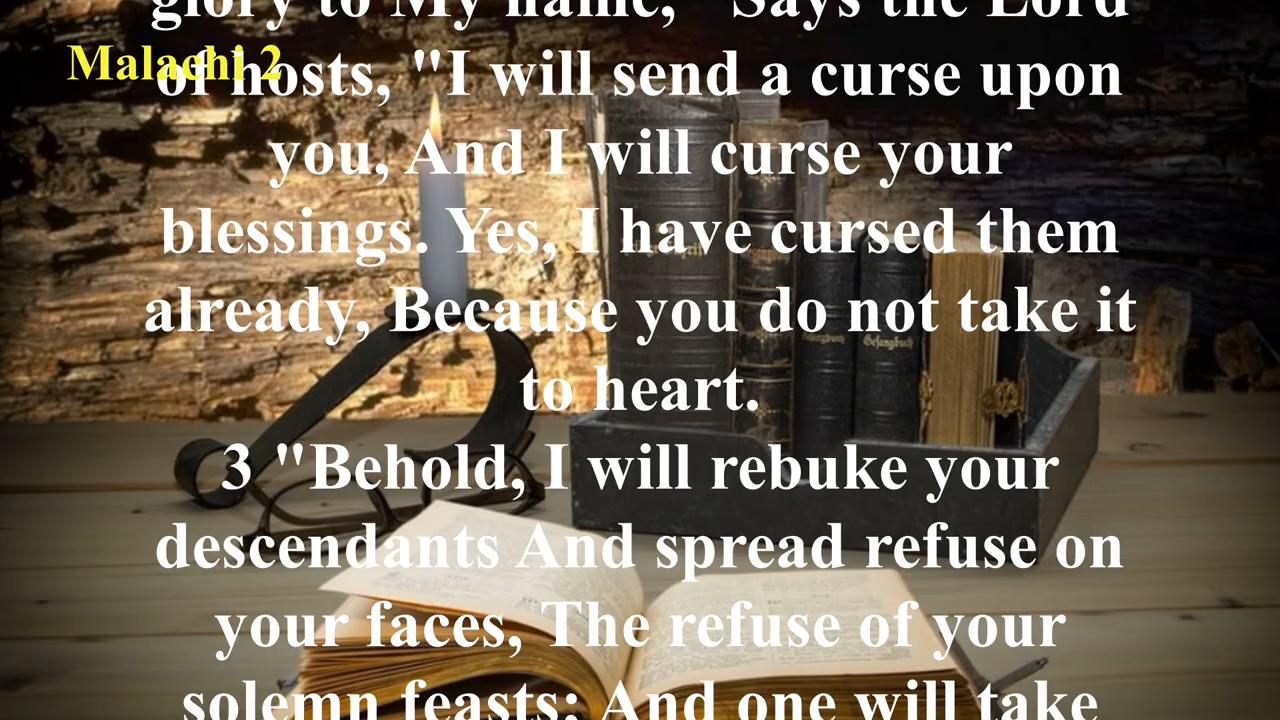 glory to My name," Says the Lord
Malachi 2
of hosts, "I will send a curse upon
you, And I will curse your
blessings. Yes, I have cursed them
already, Because you do not take it
to heart.
3 "Behold, I will rebuke your
descendants And spread refuse on
your faces, The refuse of your
solemn feasts; And one will take
Gesangbuch